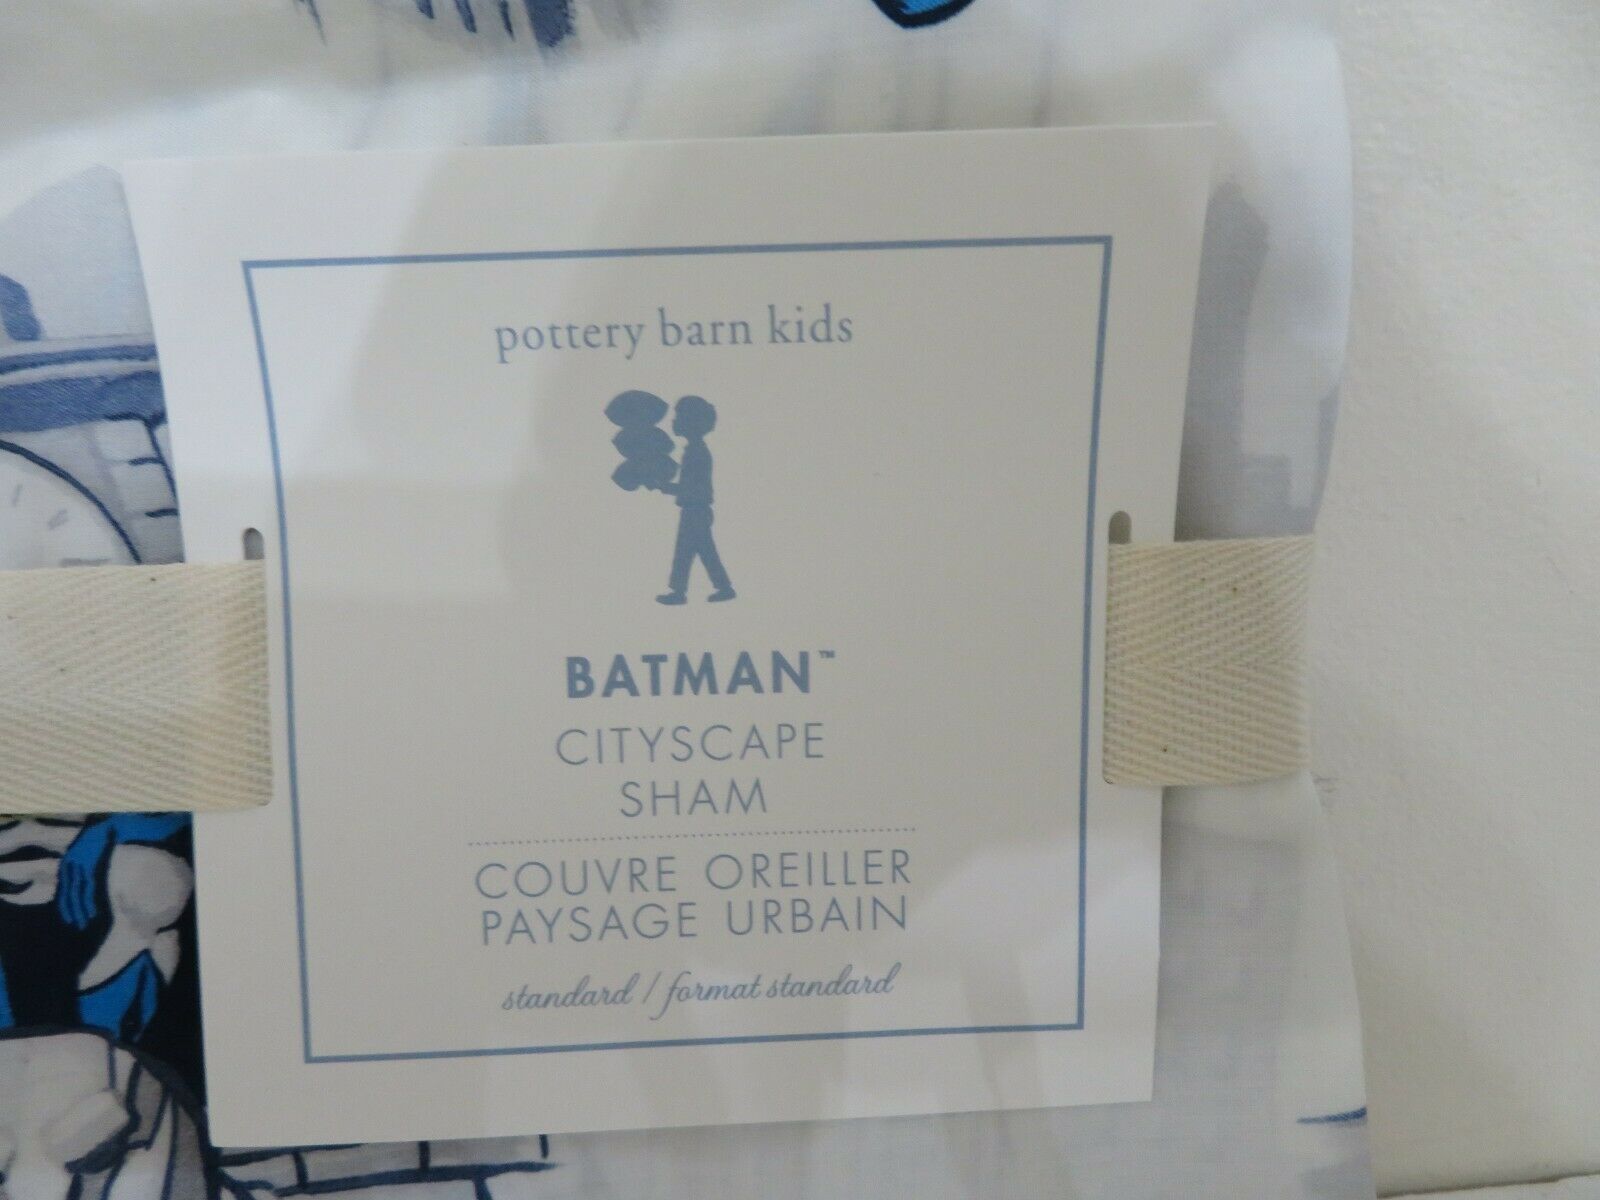 pottery barn kids
BATMAN™
CITYSCAPE
SHAM
COUVRE OREILLER
PAYSAGE URBAIN
standard / format standard